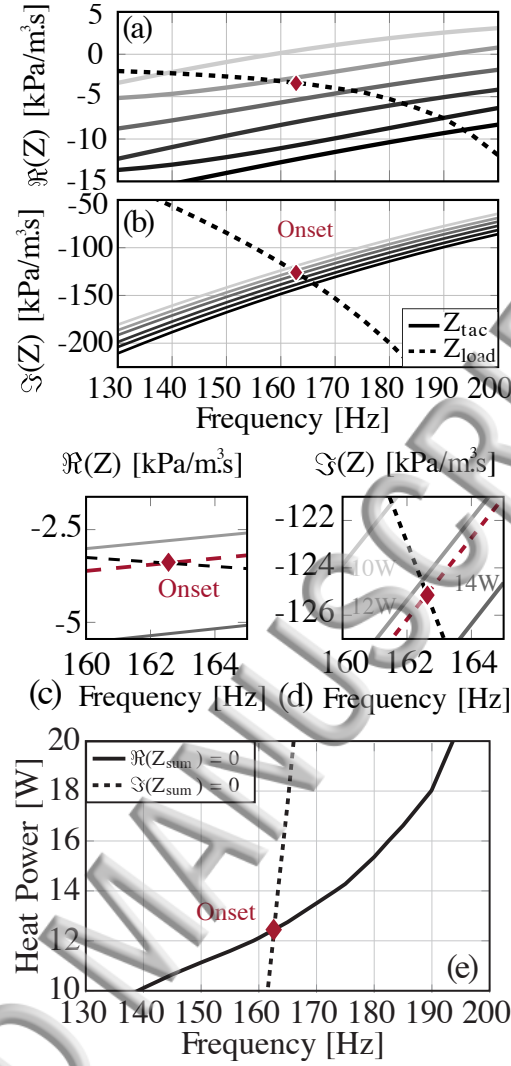 (a)
ℜ(Z) [kPa/m³.s]
5
0
-5
-10
-15
(b)
ℑ(Z) [kPa/m³.s]
-50
-100
-150
-200
Onset
Z_tac
Z_load
130 140 150 160 170 180 190 200
Frequency [Hz]
ℜ(Z) [kPa/m³.s]
-2.5
-5
Onset
160 162 164
(c) Frequency [Hz]
ℑ(Z) [kPa/m³.s]
-121
-124
-126
10W
12W
14W
160 162 164
(d) Frequency [Hz]
Heat Power [W]
20
18
16
14
12
10
ℜ(Z_sum) = 0
ℑ(Z_sum) = 0
Onset
(e)
130 140 150 160 170 180 190 200
Frequency [Hz]
D MANUSCRIPT